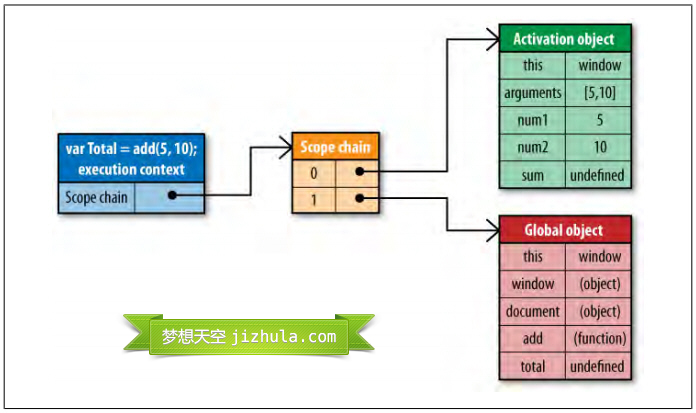 var Total = add(5, 10);
execution context
Scope chain
Scope chain
0
1
Activation object
this window
arguments [5,10]
num1 5
num2 10
sum undefined
Global object
this window
window (object)
document (object)
add (function)
total undefined
梦想天空 jizhula.com